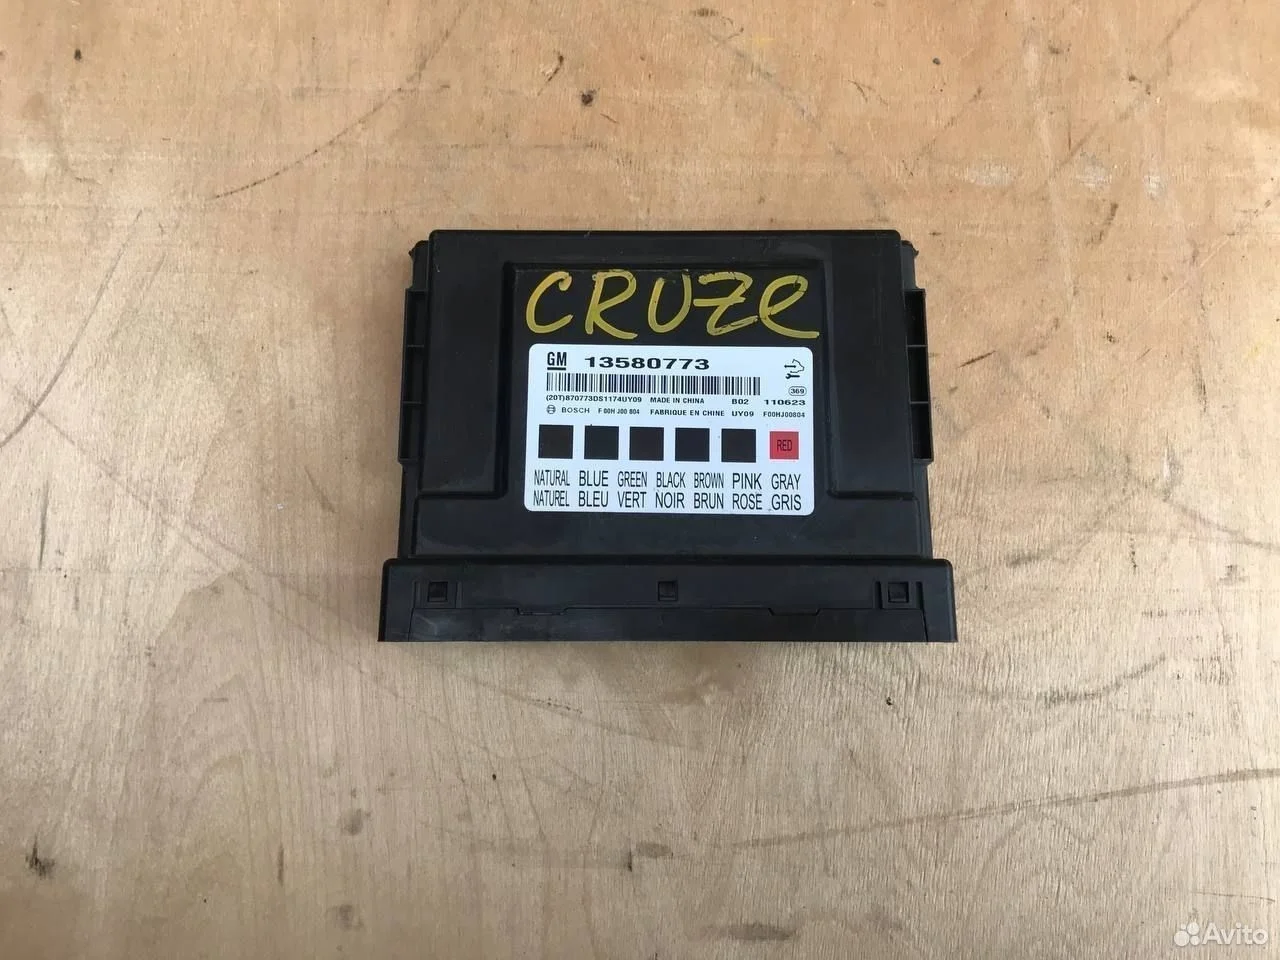 CRUZe
GM 13580773
369
(20T)870773DS1174UY09 MADE IN CHINA B02 110623
BOSCH F 00H J00 804 FABRIQUE EN CHINE UY09 F00HJ00804
RED
NATURAL BLUE GREEN BLACK BROWN PINK GRAY
NATUREL BLEU VERT NOIR BRUN ROSE GRIS
Avito